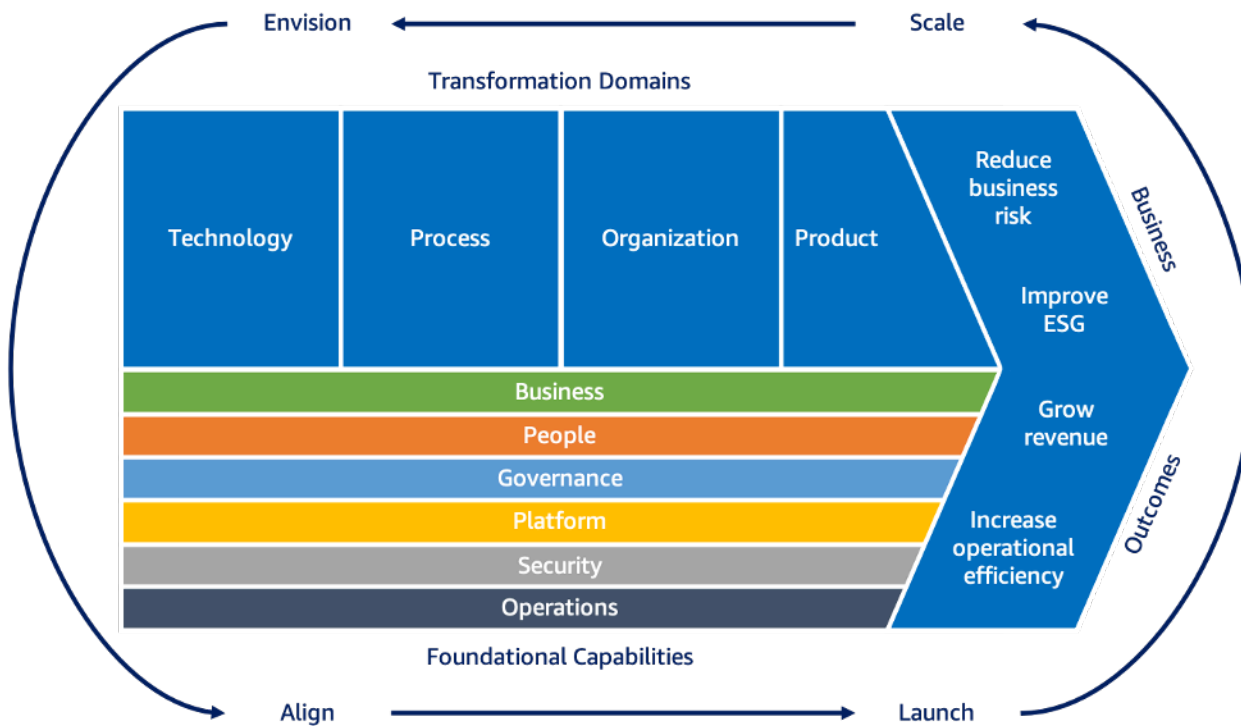 Envision
Scale
Transformation Domains
Technology
Process
Organization
Product
Reduce
business
risk
Improve
ESG
Grow
revenue
Increase
operational
efficiency
Business
Outcomes
Business
People
Governance
Platform
Security
Operations
Foundational Capabilities
Align
Launch